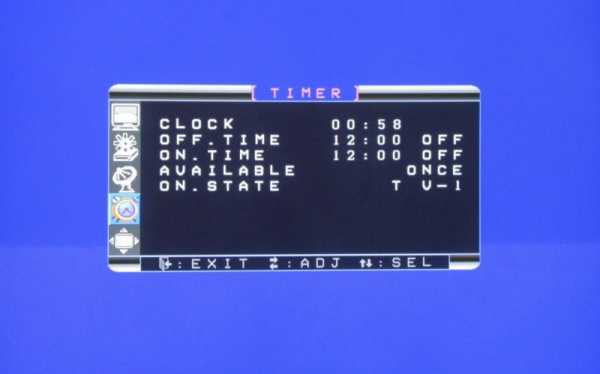 TIMER
CLOCK 00:58
OFF.TIME 12:00 OFF
ON.TIME 12:00 OFF
AVAILABLE ONCE
ON.STATE T V-1
:EXIT :ADJ :SEL